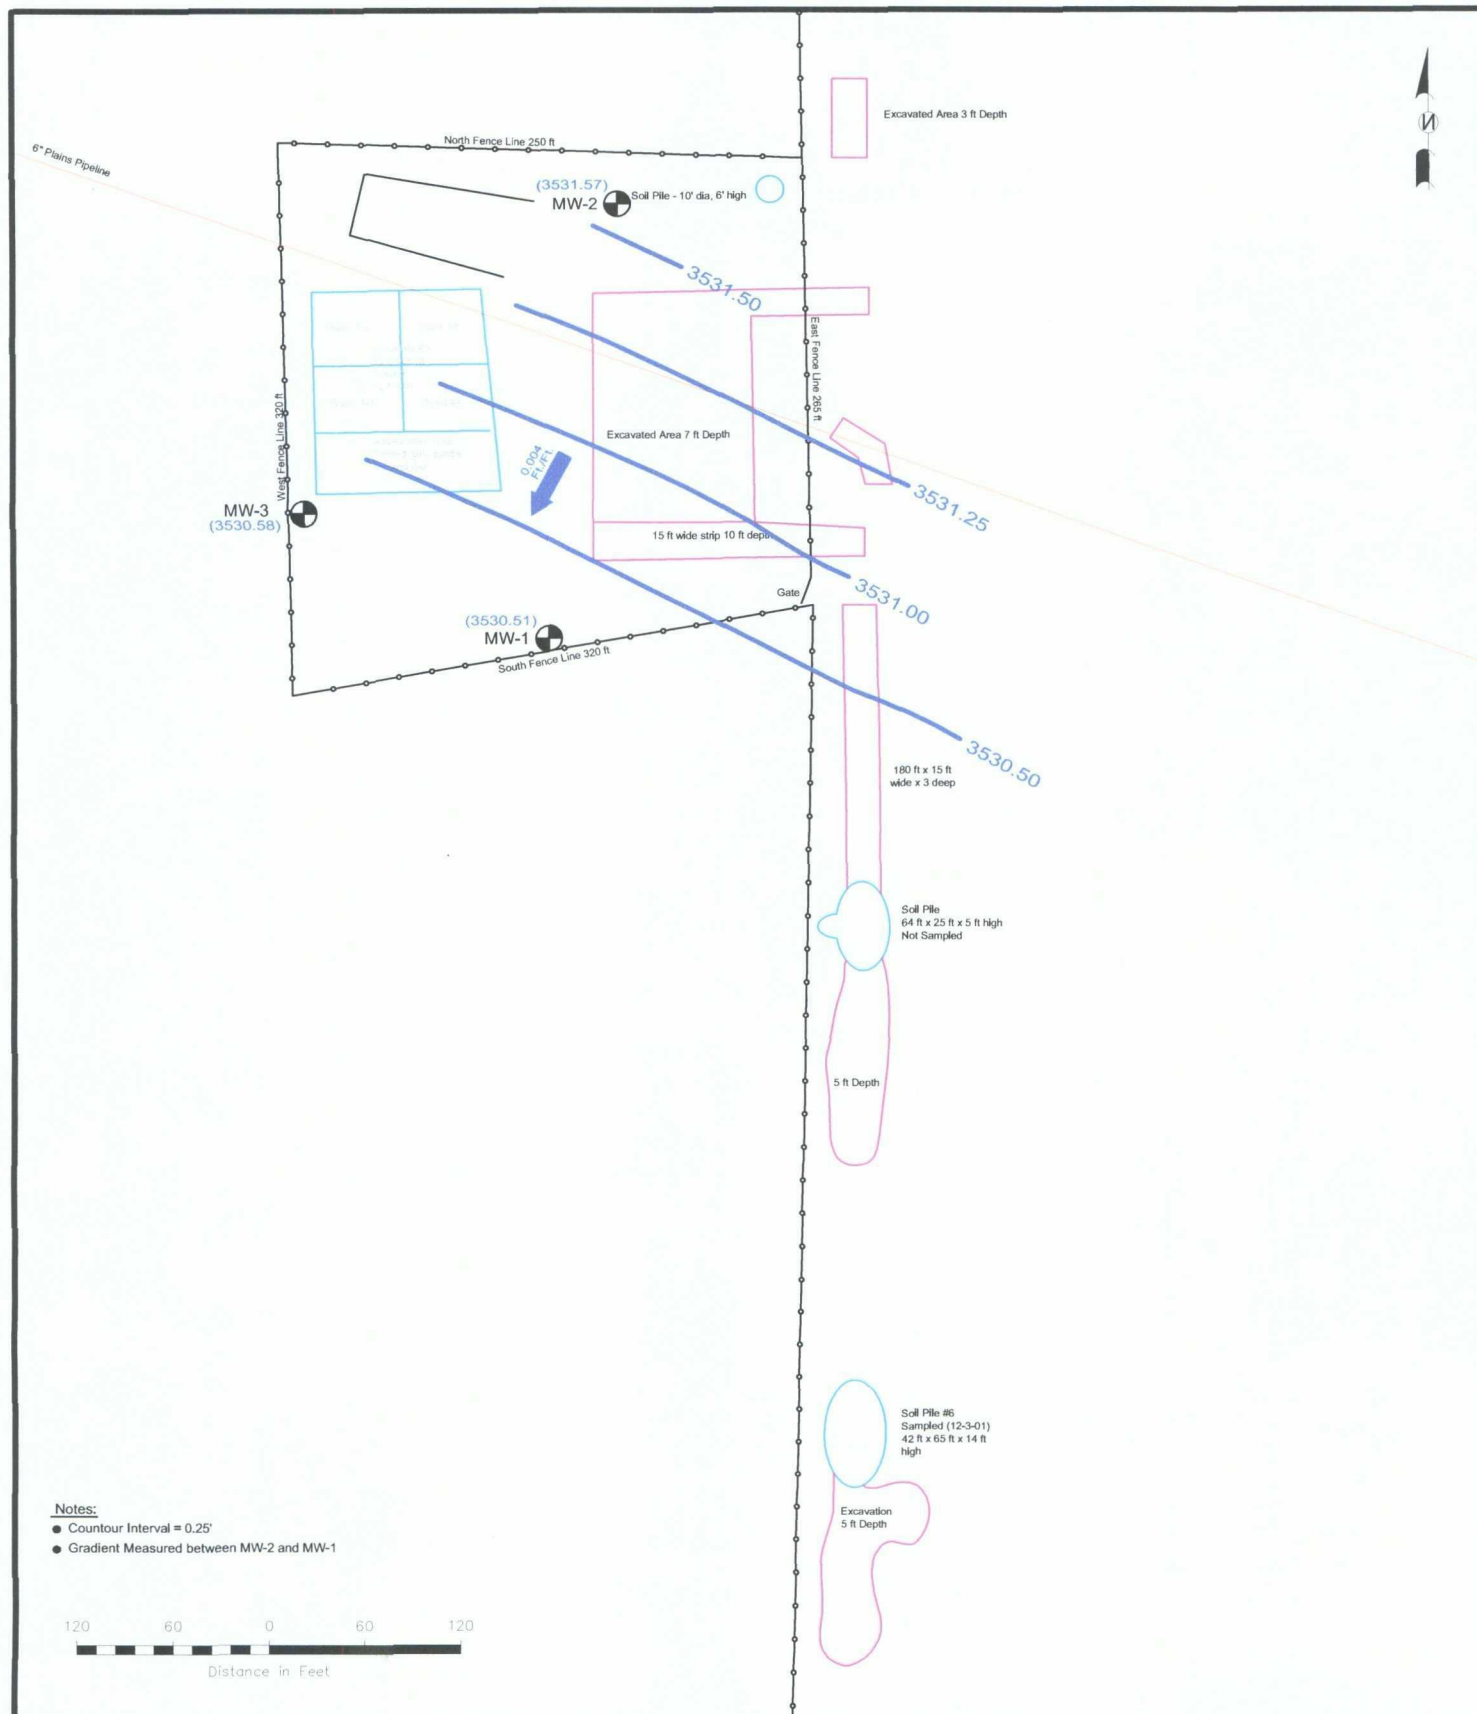 Excavated Area 3 ft Depth
N
North Fence Line 250 ft
6" Plains Pipeline
(3531.57)
MW-2
Soil Pile - 10' dia, 6' high
3531.50
East Fence Line 265 ft
West Fence Line 320 ft
Excavated Area 7 ft Depth
0.004
Ft./Ft.
3531.25
MW-3
(3530.58)
15 ft wide strip 10 ft depth
Gate
3531.00
(3530.51)
MW-1
South Fence Line 320 ft
3530.50
180 ft x 15 ft
wide x 3 deep
Soil Pile
64 ft x 25 ft x 5 ft high
Not Sampled
5 ft Depth
Soil Pile #6
Sampled (12-3-01)
42 ft x 65 ft x 14 ft
high
Excavation
5 ft Depth
Notes:
Countour Interval = 0.25'
Gradient Measured between MW-2 and MW-1
120 60 0 60 120
Distance in Feet